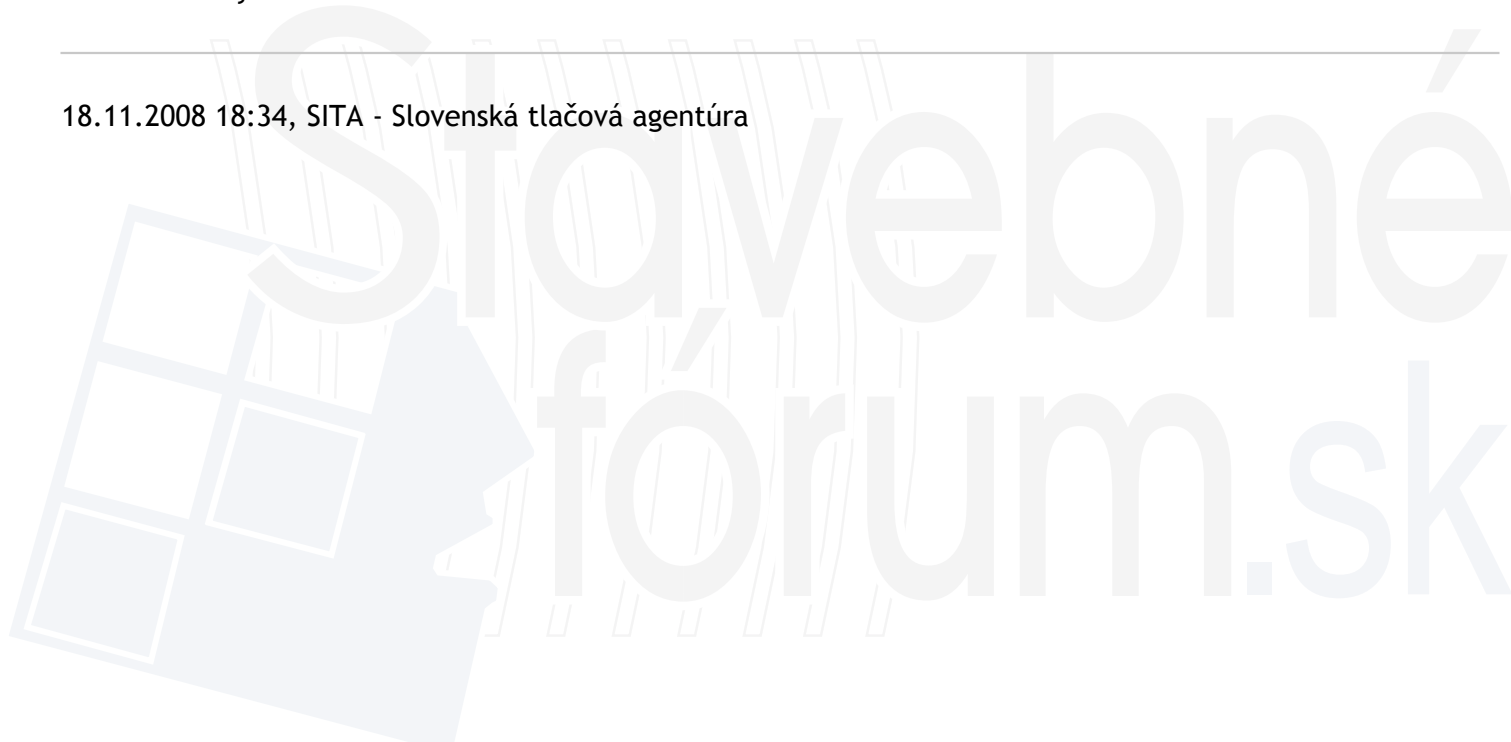 18.11.2008 18:34, SITA - Slovenská tlačová agentúra
Stavebné
fórum.sk